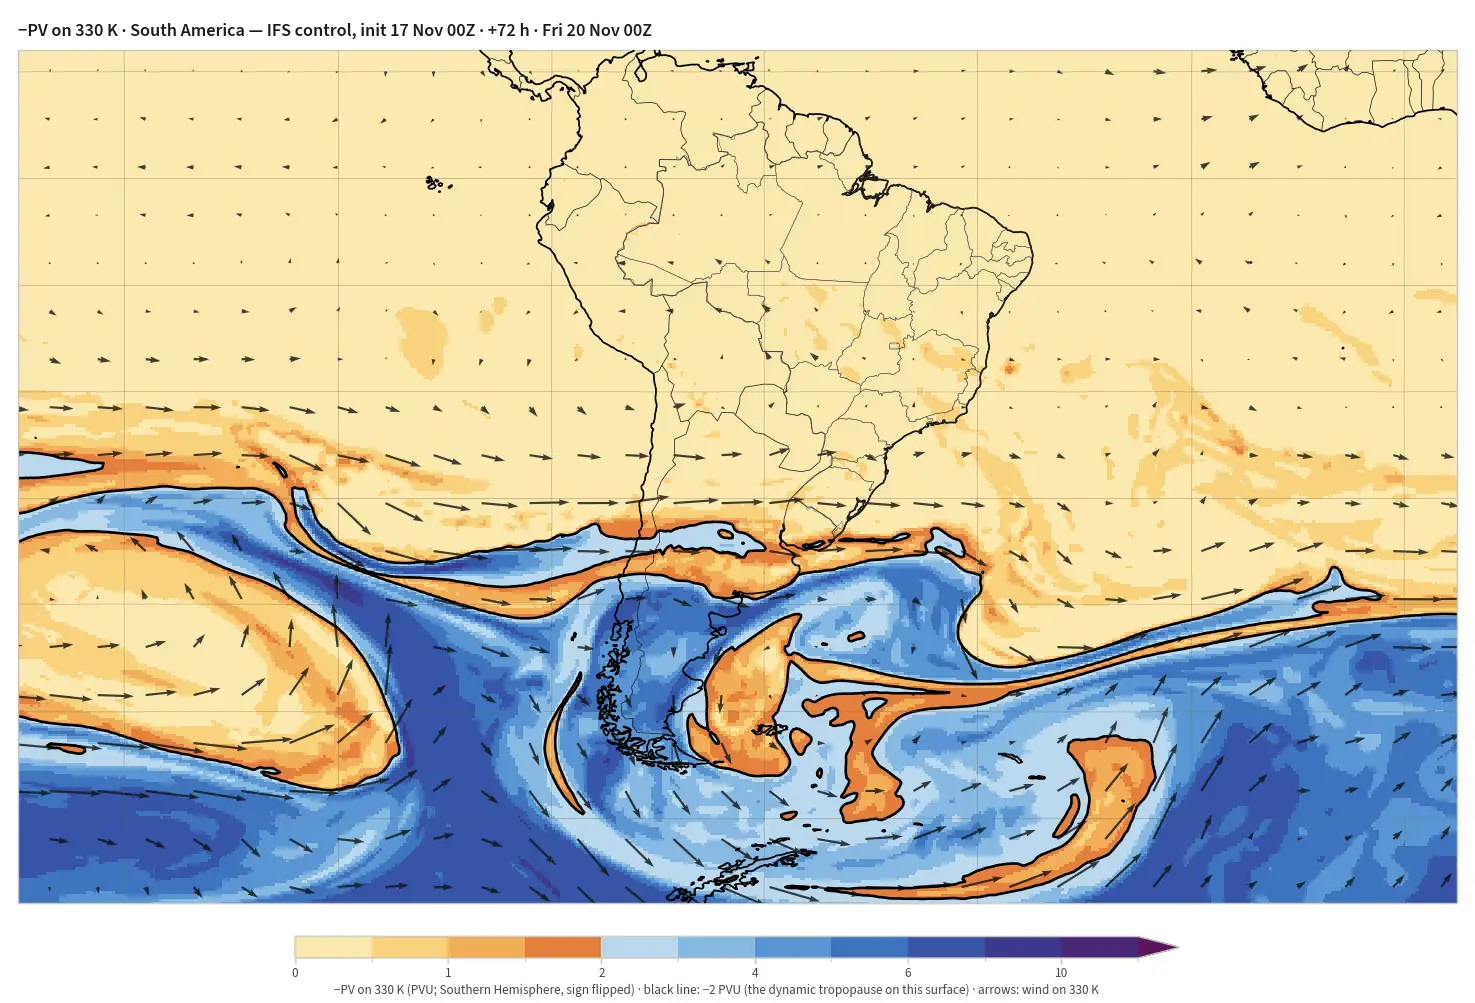 −PV on 330 K · South America — IFS control, init 17 Nov 00Z · +72 h · Fri 20 Nov 00Z
0 1 2 4 6 10
−PV on 330 K (PVU; Southern Hemisphere, sign flipped) · black line: −2 PVU (the dynamic tropopause on this surface) · arrows: wind on 330 K